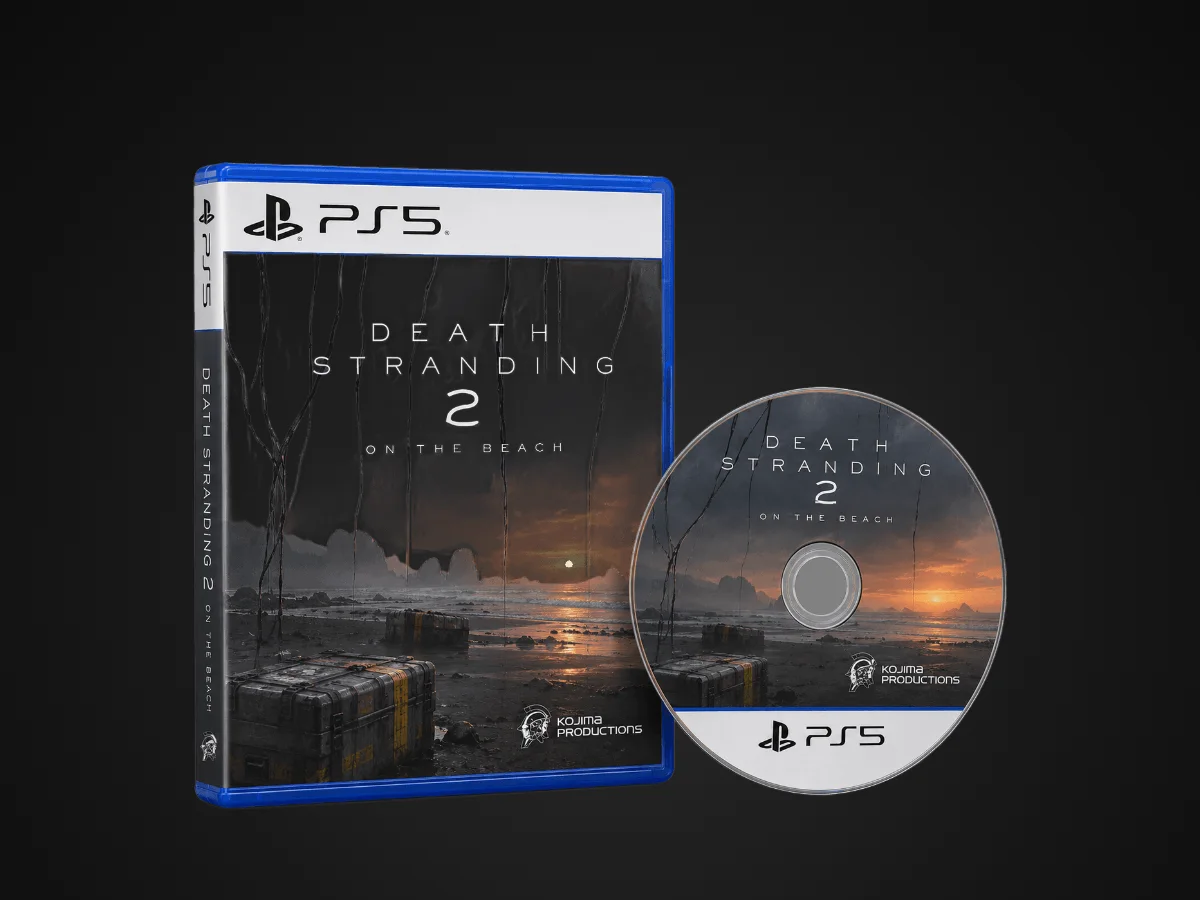 PS5
DEATH STRANDING 2 ON THE BEACH
PS5
DEATH
STRANDING
2
ON THE BEACH
KOJIMA
PRODUCTIONS
DEATH
STRANDING
2
ON THE BEACH
KOJIMA
PRODUCTIONS
PS5